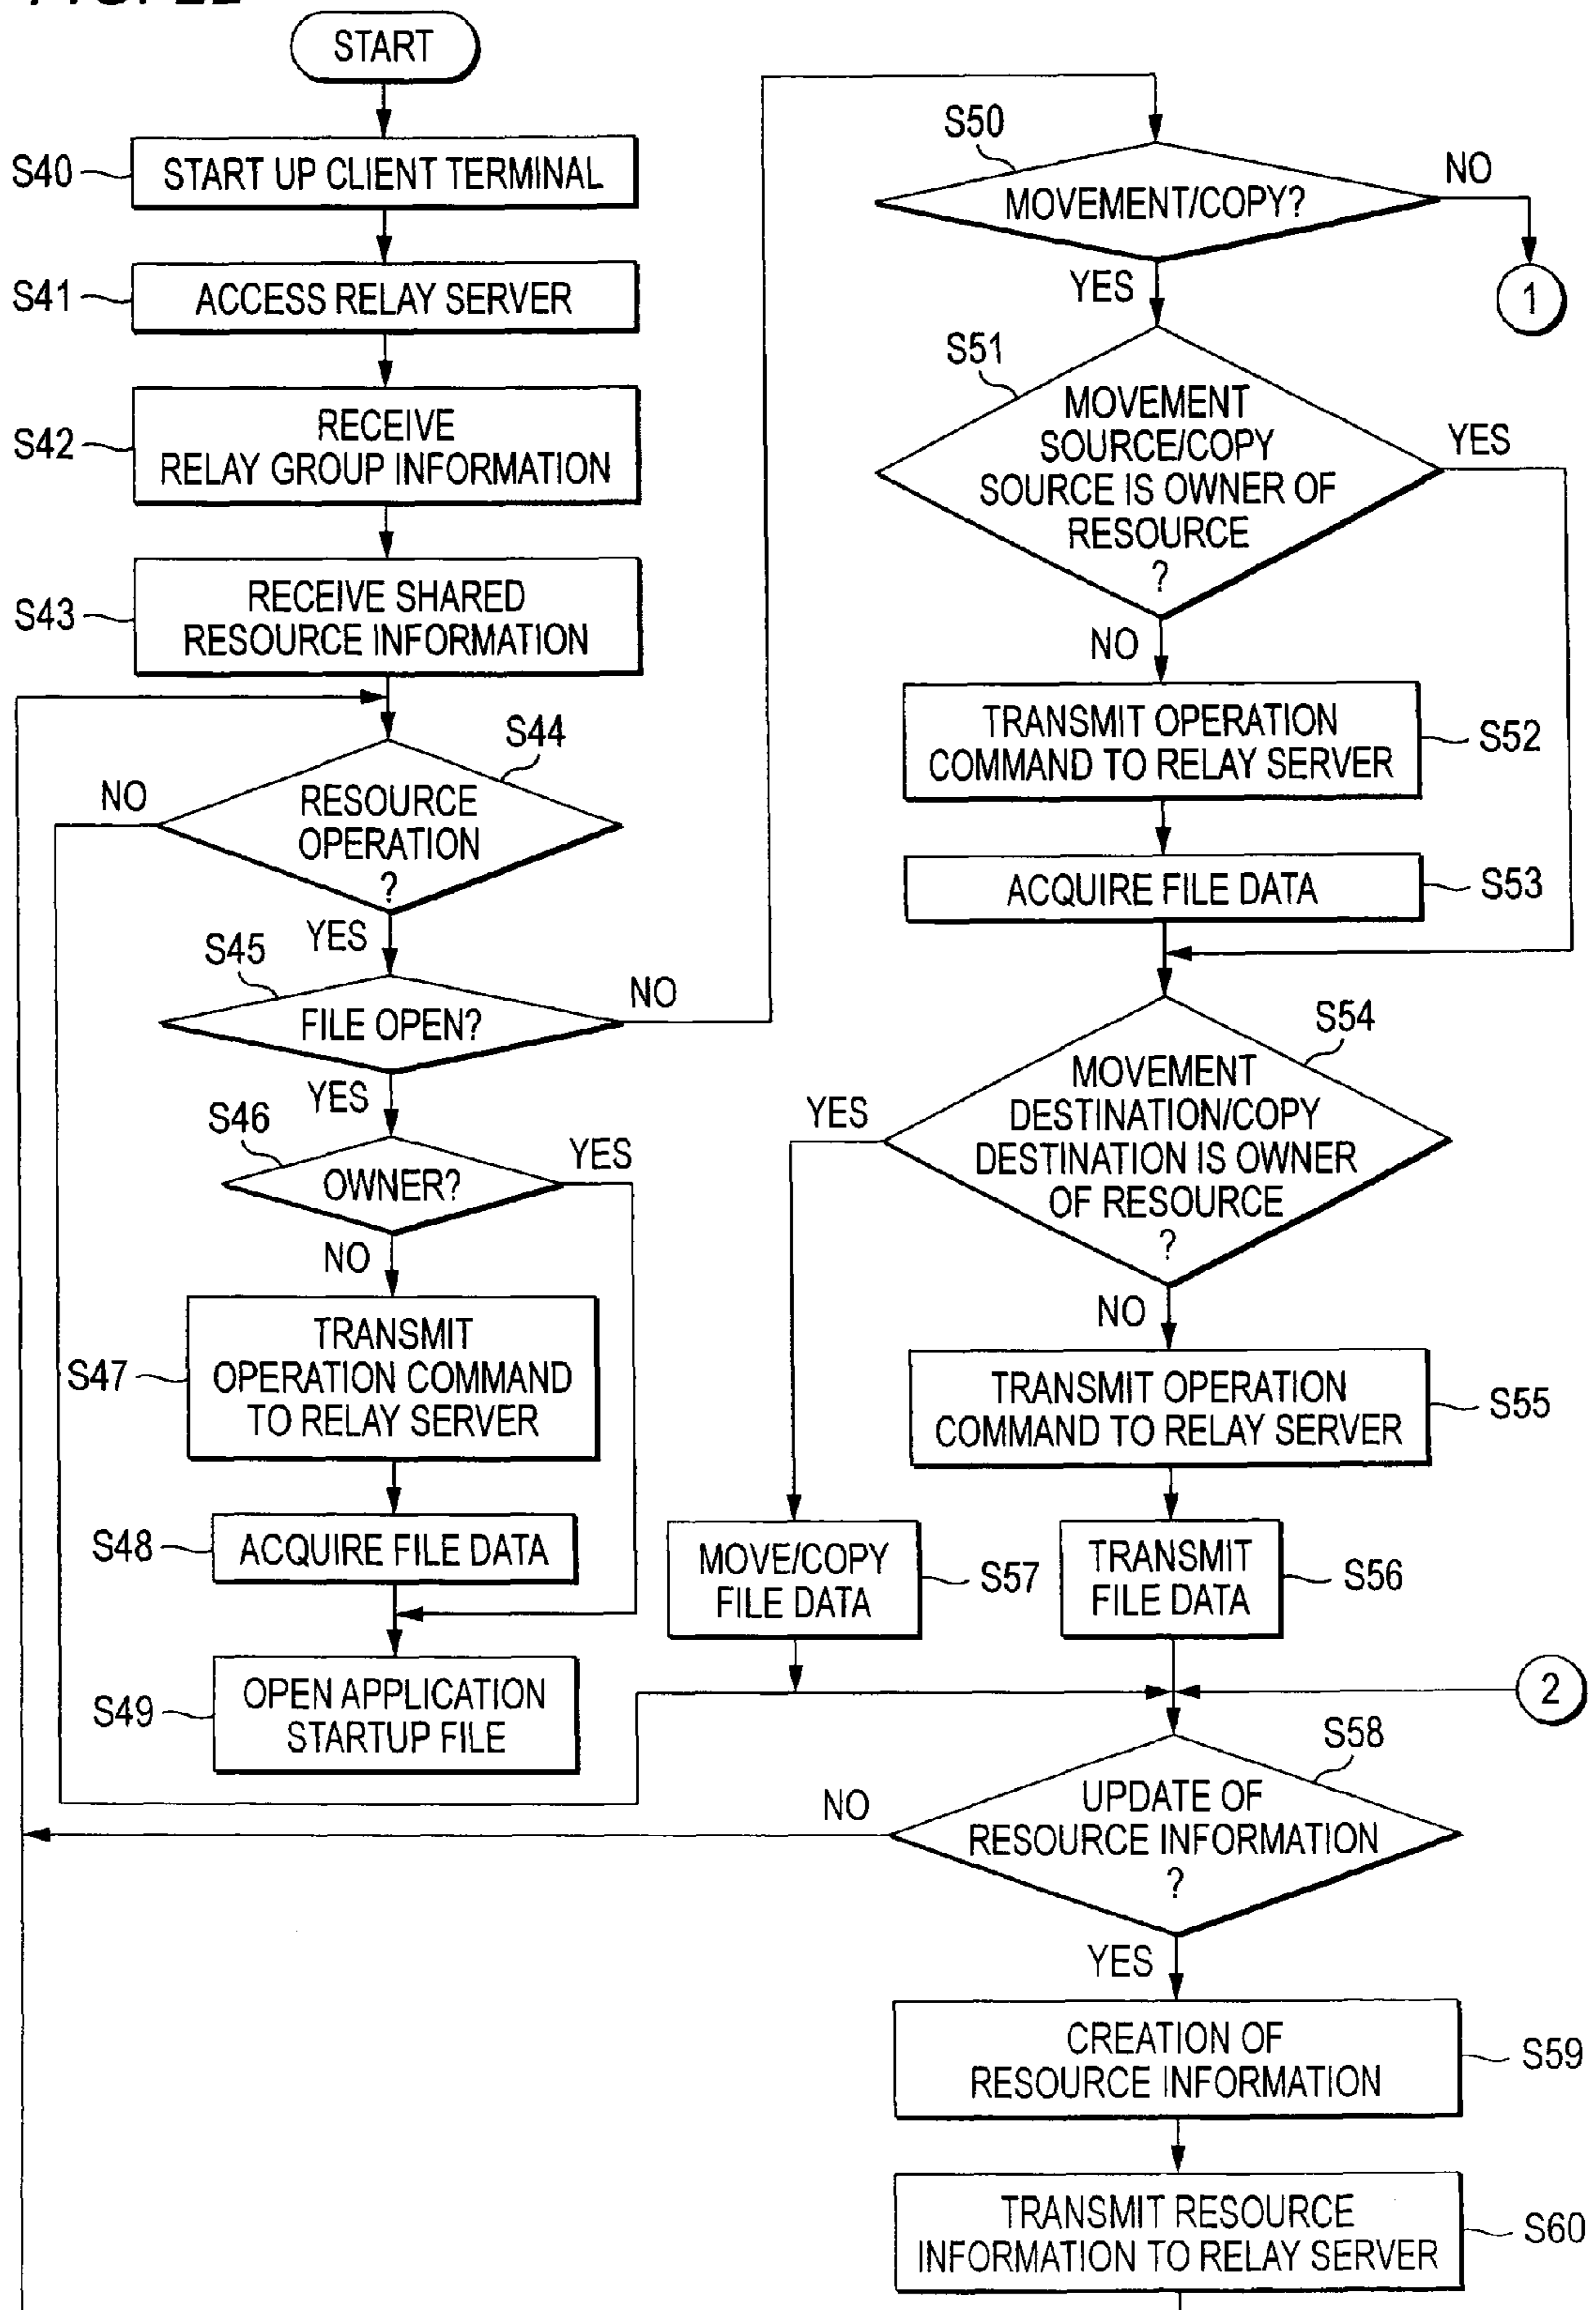 START
S40
START UP CLIENT TERMINAL
S41
ACCESS RELAY SERVER
S42
RECEIVE
RELAY GROUP INFORMATION
S43
RECEIVE SHARED
RESOURCE INFORMATION
S44
NO
RESOURCE
OPERATION
?
YES
S45
FILE OPEN?
NO
YES
S46
OWNER?
YES
NO
S47
TRANSMIT
OPERATION COMMAND
TO RELAY SERVER
S48
ACQUIRE FILE DATA
S49
OPEN APPLICATION
STARTUP FILE
S50
MOVEMENT/COPY?
NO
1
YES
S51
MOVEMENT
SOURCE/COPY
SOURCE IS OWNER OF
RESOURCE
?
YES
NO
TRANSMIT OPERATION
COMMAND TO RELAY SERVER
S52
ACQUIRE FILE DATA
S53
S54
MOVEMENT
DESTINATION/COPY
DESTINATION IS OWNER
OF RESOURCE
?
YES
NO
TRANSMIT OPERATION
COMMAND TO RELAY SERVER
S55
MOVE/COPY
FILE DATA
S57
TRANSMIT
FILE DATA
S56
2
S58
UPDATE OF
RESOURCE INFORMATION
?
NO
YES
CREATION OF
RESOURCE INFORMATION
S59
TRANSMIT RESOURCE
INFORMATION TO RELAY SERVER
S60